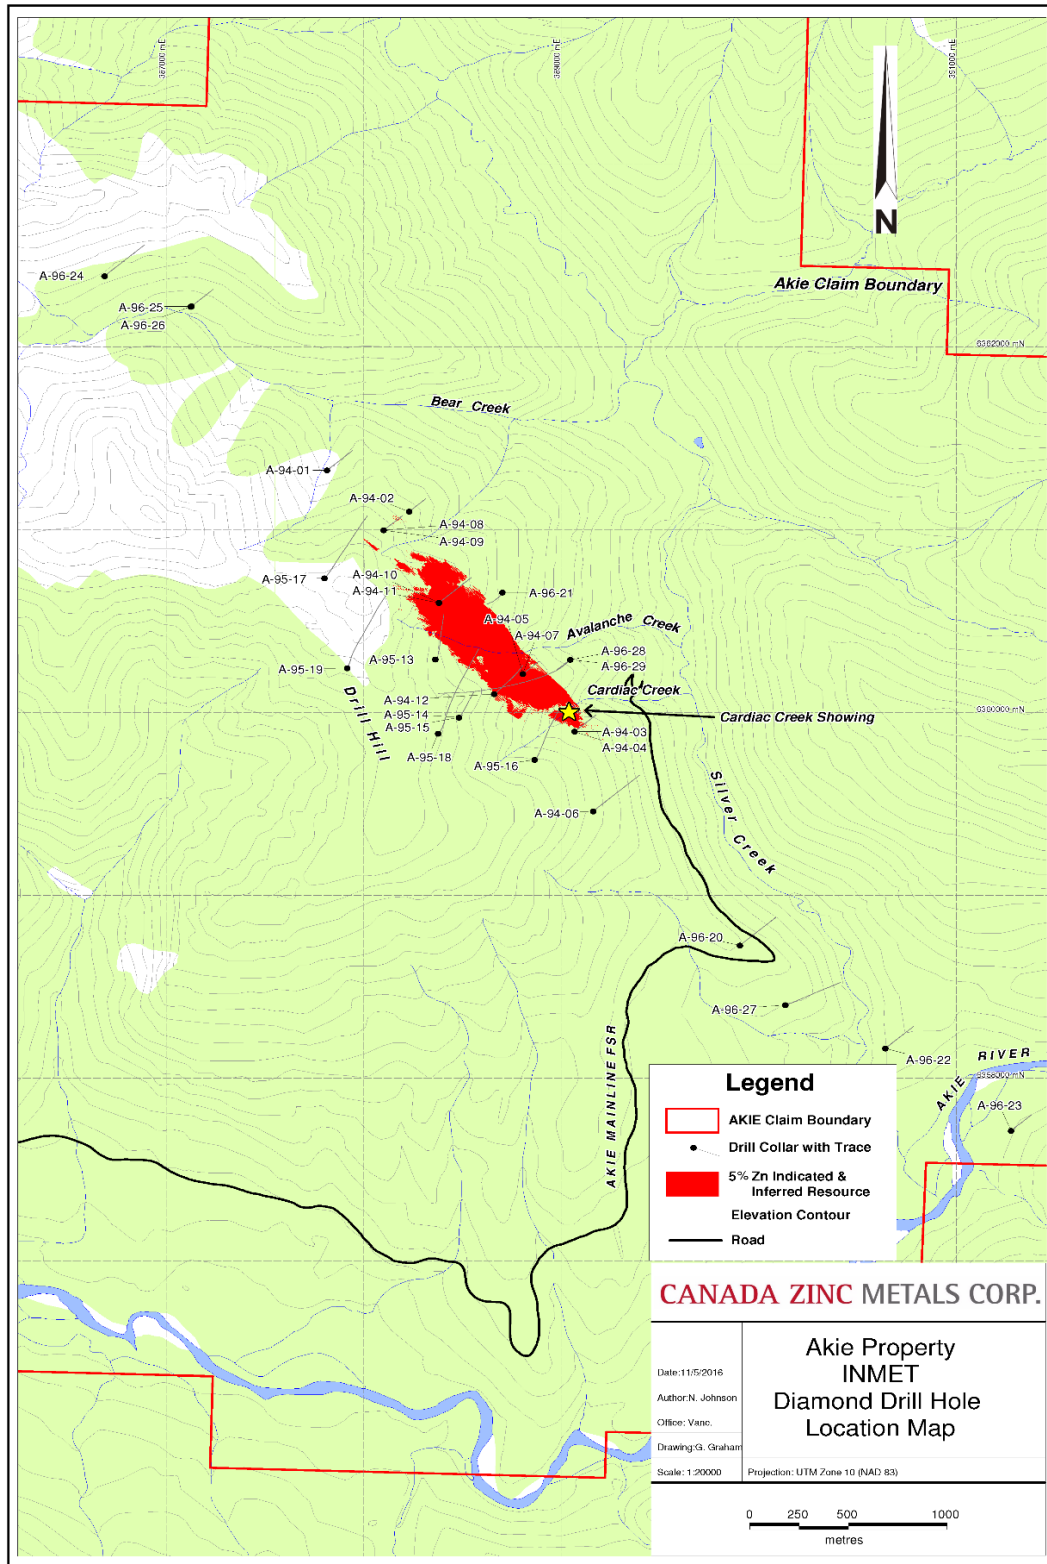 387000 mE
389000 mE
391000 mE
N
A-96-24
Akie Claim Boundary
A-96-25
A-96-26
6382000 mN
Bear Creek
A-94-01
A-94-02
A-94-08
A-94-09
A-94-10
A-95-17
A-94-11
A-96-21
A-94-05
Avalanche Creek
A-94-07
A-95-13
A-96-28
A-96-29
A-95-19
Cardiac Creek
A-94-12
Drill Hill
A-95-14
A-95-15
6380000 mN
Cardiac Creek Showing
A-94-03
A-94-04
A-95-18
A-95-16
Silver Creek
A-94-06
A-96-20
A-96-27
A-96-22
AKIE RIVER
A-96-23
AKIE MAINLINE FSR
Legend
AKIE Claim Boundary
Drill Collar with Trace
5% Zn Indicated &
Inferred Resource
Elevation Contour
Road
CANADA ZINC METALS CORP.
Akie Property
INMET
Diamond Drill Hole
Location Map
Date:11/5/2016
Author:N. Johnson
Office: Vanc.
Drawing:G. Graham
Scale: 1:20000
Projection: UTM Zone 10 (NAD 83)
0 250 500 1000
metres